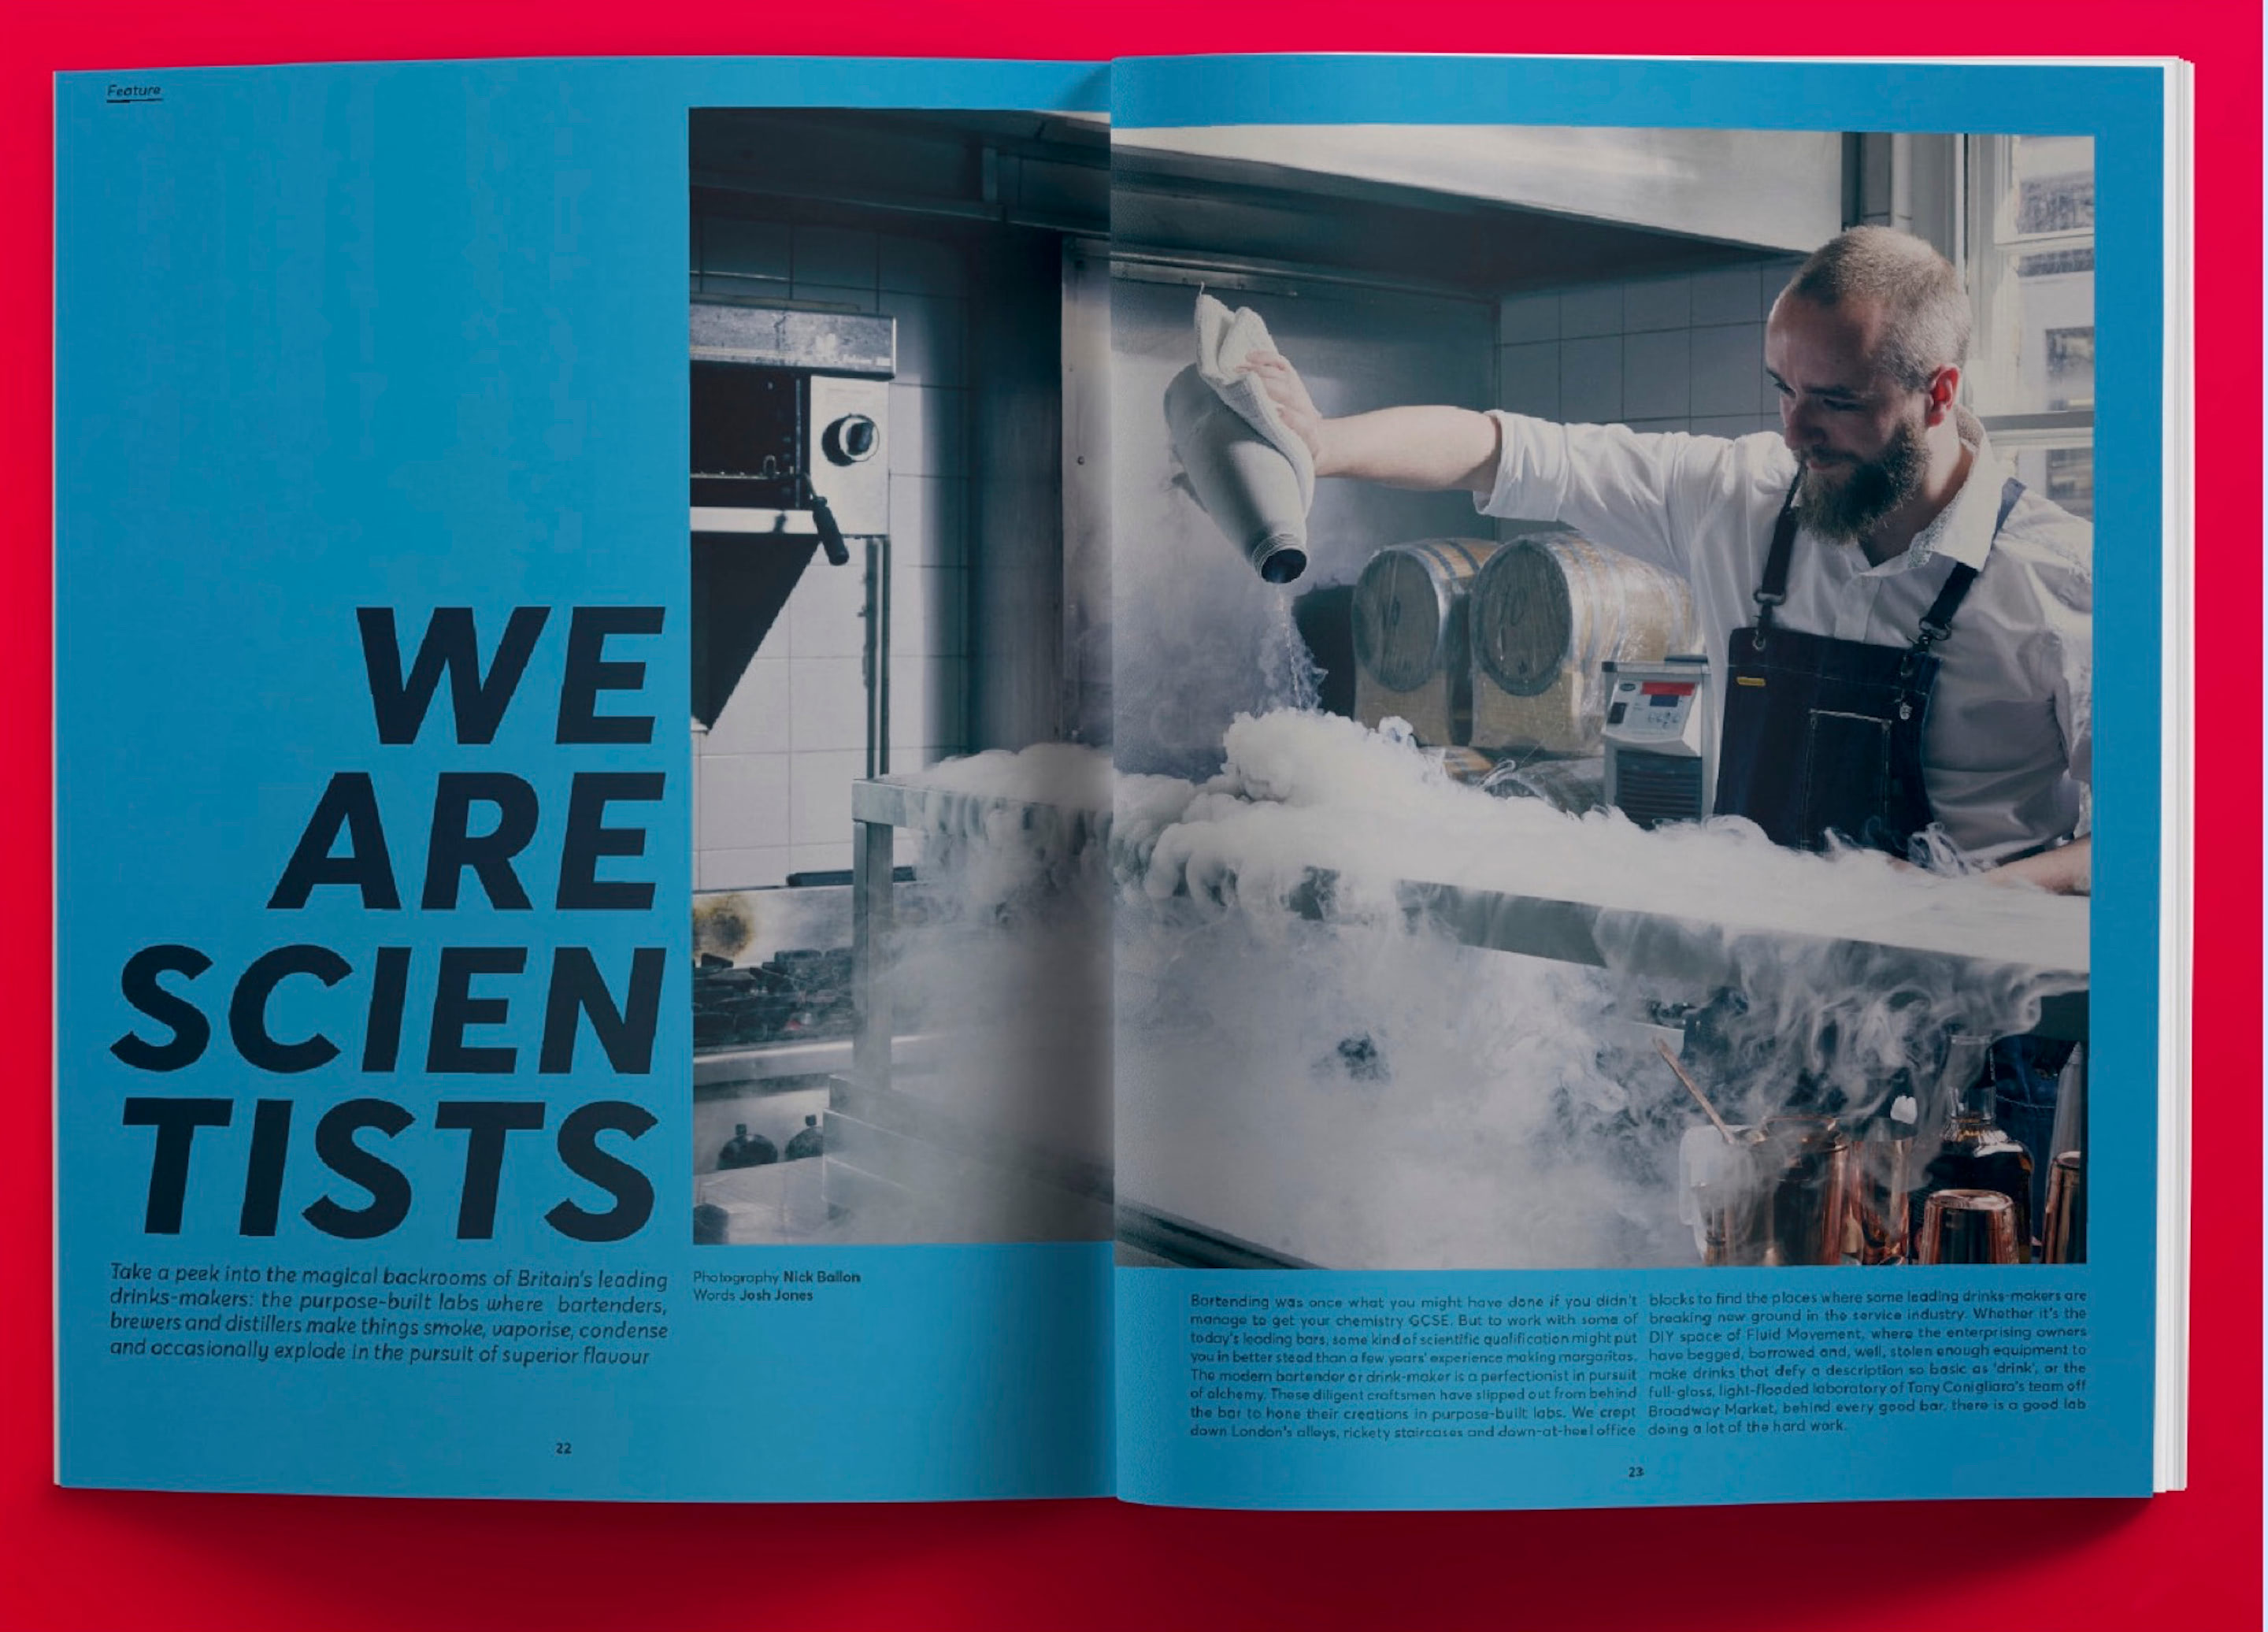 Feature
WE
ARE
SCIEN
TISTS
Take a peek into the magical backrooms of Britain's leading
drinks-makers: the purpose-built labs where bartenders,
brewers and distillers make things smoke, vaporise, condense
and occasionally explode in the pursuit of superior flavour
Photography Nick Ballon
Words Josh Jones
22
Bartending was once what you might have done if you didn't
manage to get your chemistry GCSE. But to work with some of
today's leading bars, some kind of scientific qualification might put
you in better stead than a few years' experience making margaritas.
The modern bartender or drink-maker is a perfectionist in pursuit
of alchemy. These diligent craftsmen have slipped out from behind
the bar to hone their creations in purpose-built labs. We crept
down London's alleys, rickety staircases and down-at-heel office
blocks to find the places where some leading drinks-makers are
breaking new ground in the service industry. Whether it's the
DIY space of Fluid Movement, where the enterprising owners
have begged, borrowed and, well, stolen enough equipment to
make drinks that defy a description so basic as 'drink', or the
full-glass, light-flooded laboratory of Tony Conigliaro's team off
Broadway Market, behind every good bar, there is a good lab
doing a lot of the hard work.
23